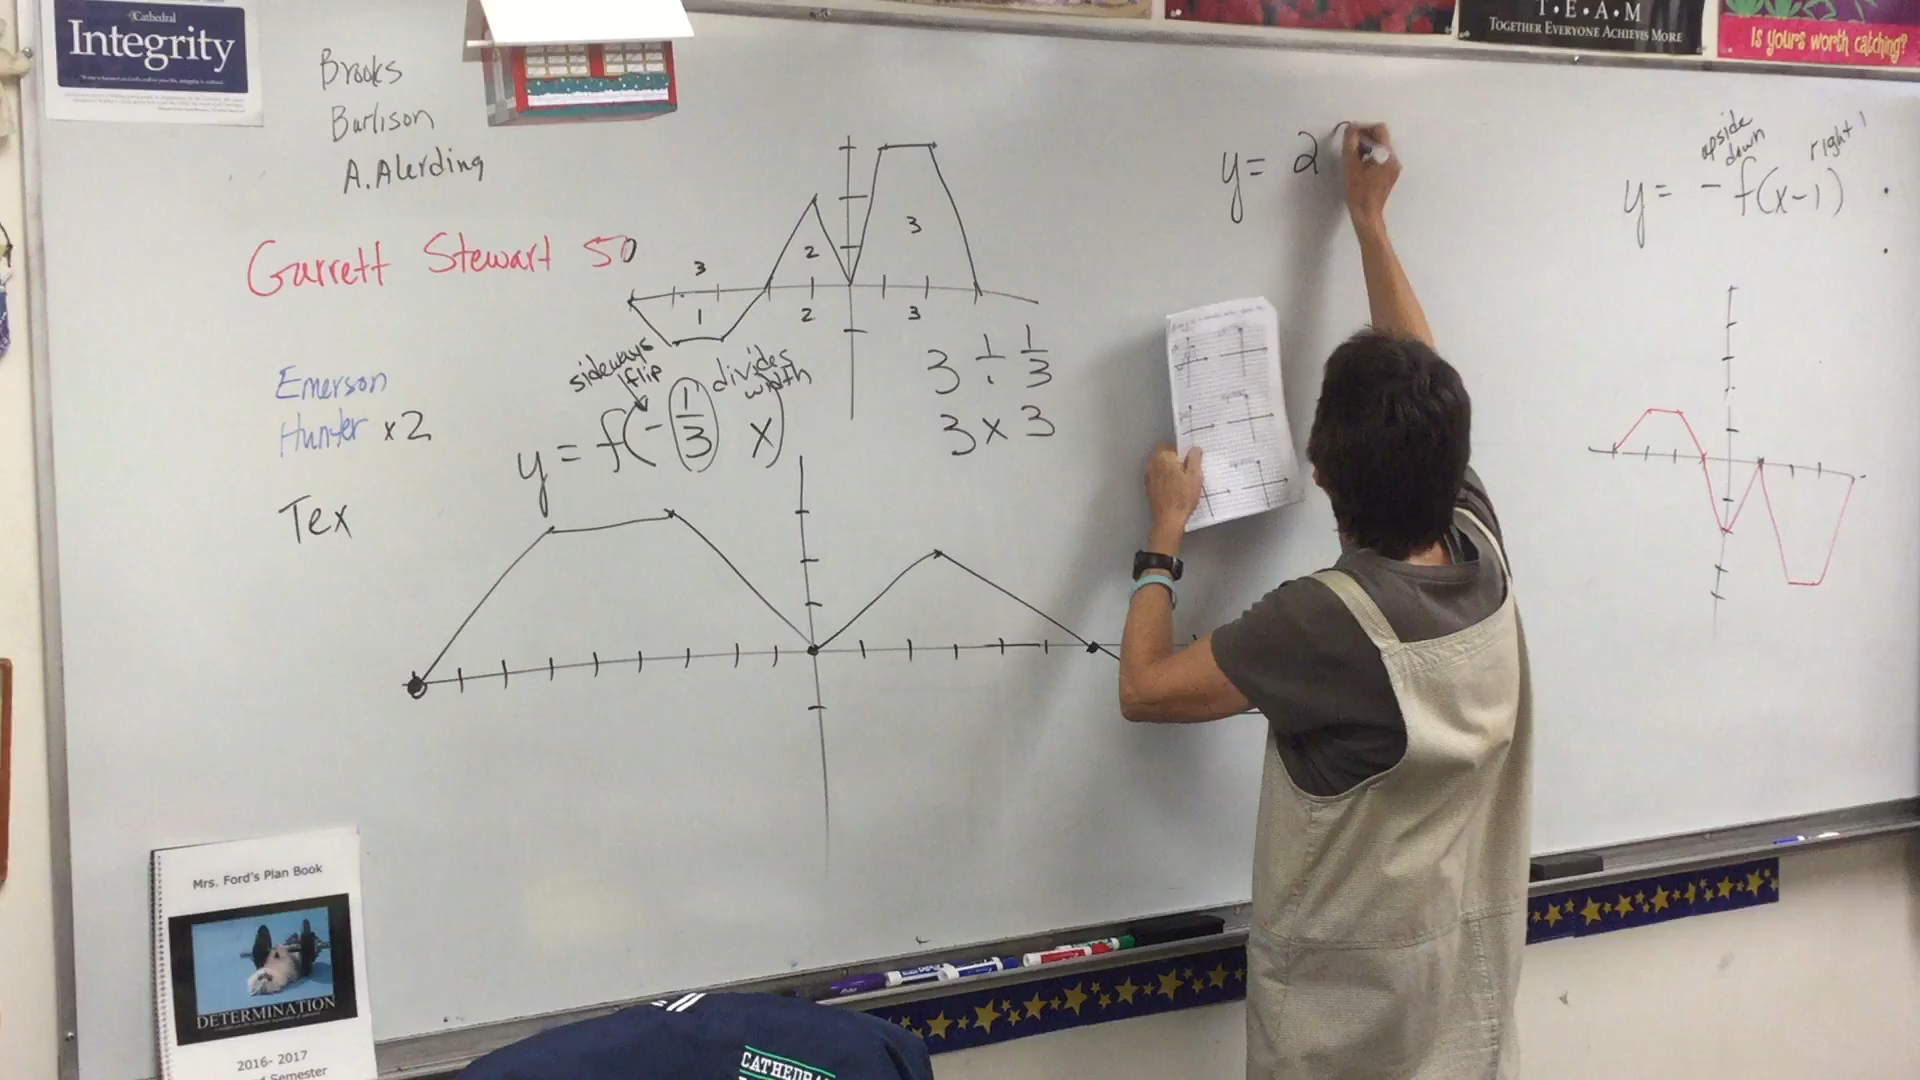 Cathedral
Integrity
Brooks
Burlison
A. Alerding
Garrett Stewart 50
Emerson
Hunter x2
Tex
3
2
3
1
2
3
sideways
flip
divides
width
y = f(-1/3 x)
3 ÷ 1/3
3 x 3
y = 2
upside
down
right 1
y = -f(x-1)
T•E•A•M
TOGETHER EVERYONE ACHIEVES MORE
Is yours worth catching?
Mrs. Ford's Plan Book
DETERMINATION
2016- 2017
Semester
CATHEDRAL